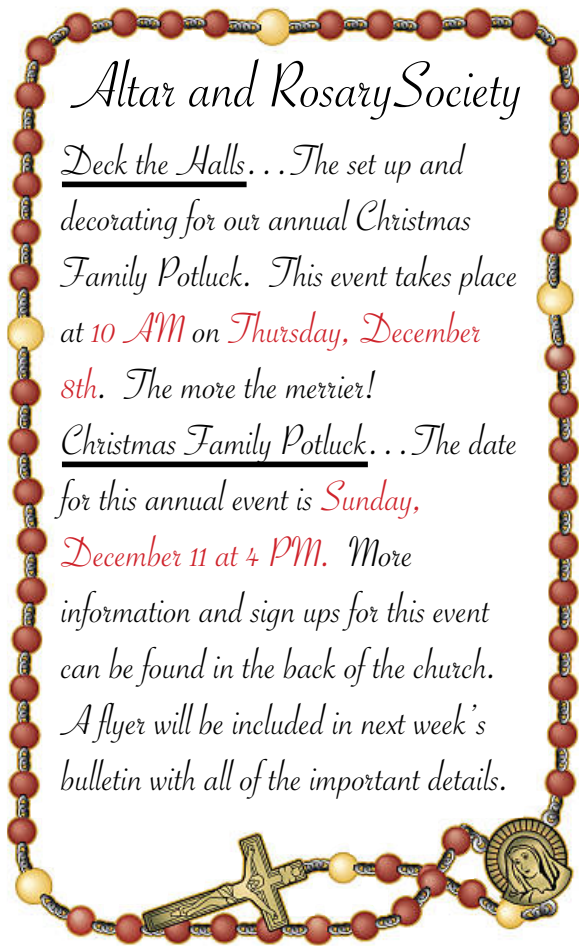 Altar and Rosary Society
Deck the Halls...The set up and
decorating for our annual Christmas
Family Potluck.  This event takes place
at 10 AM on Thursday, December
8th.  The more the merrier!
Christmas Family Potluck...The date
for this annual event is Sunday,
December 11 at 4 PM.  More
information and sign ups for this event
can be found in the back of the church.
A flyer will be included in next week's
bulletin with all of the important details.